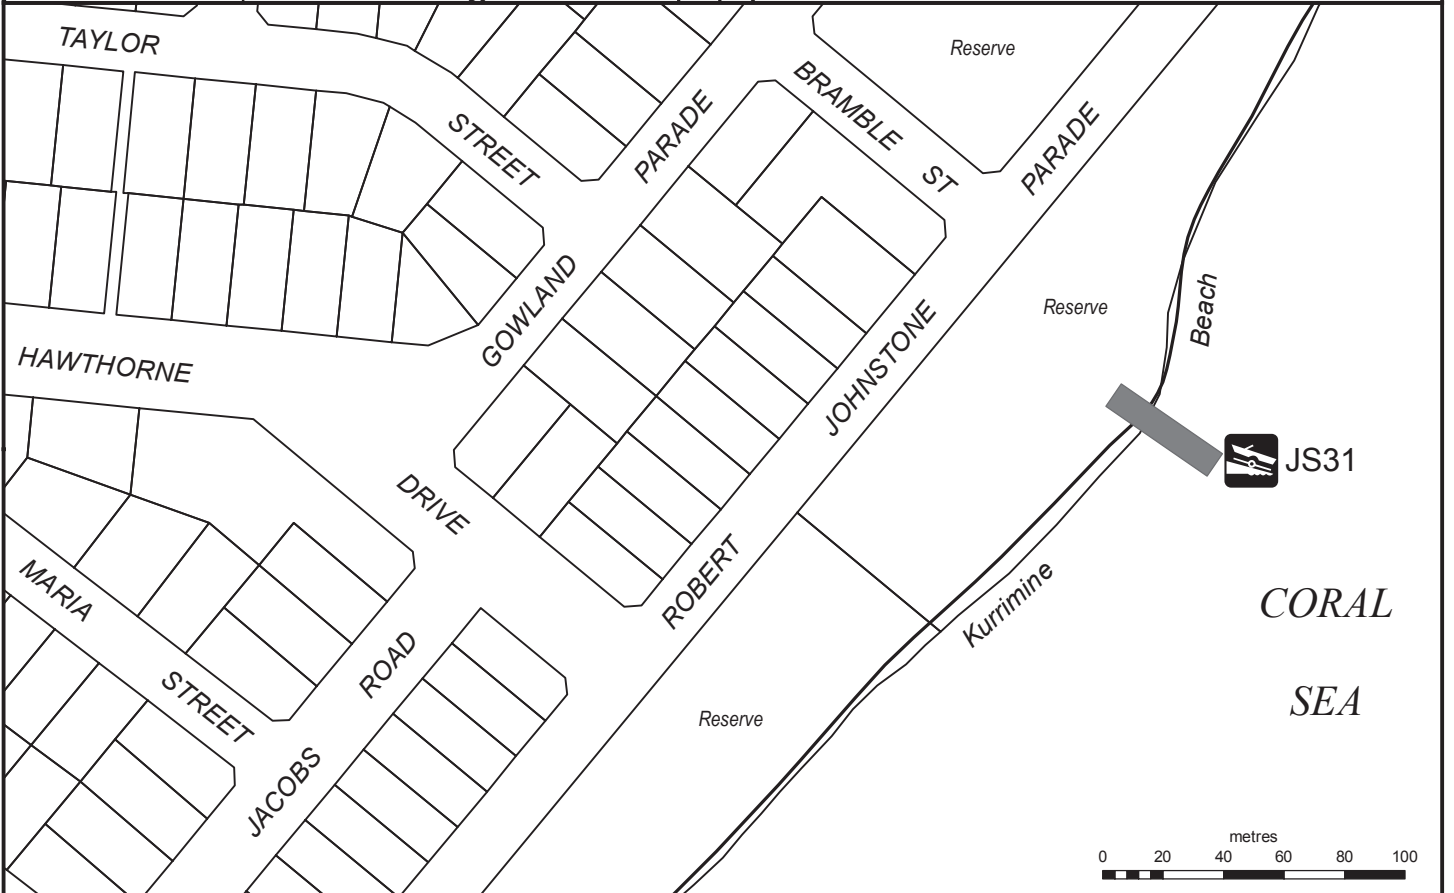 TAYLOR
STREET
PARADE
BRAMBLE
ST
Reserve
PARADE
GOWLAND
Reserve
Beach
HAWTHORNE
DRIVE
JOHNSTONE
ROBERT
JS31
MARIA
STREET
ROAD
JACOBS
Kurrimine
CORAL
SEA
Reserve
metres
0 20 40 60 80 100